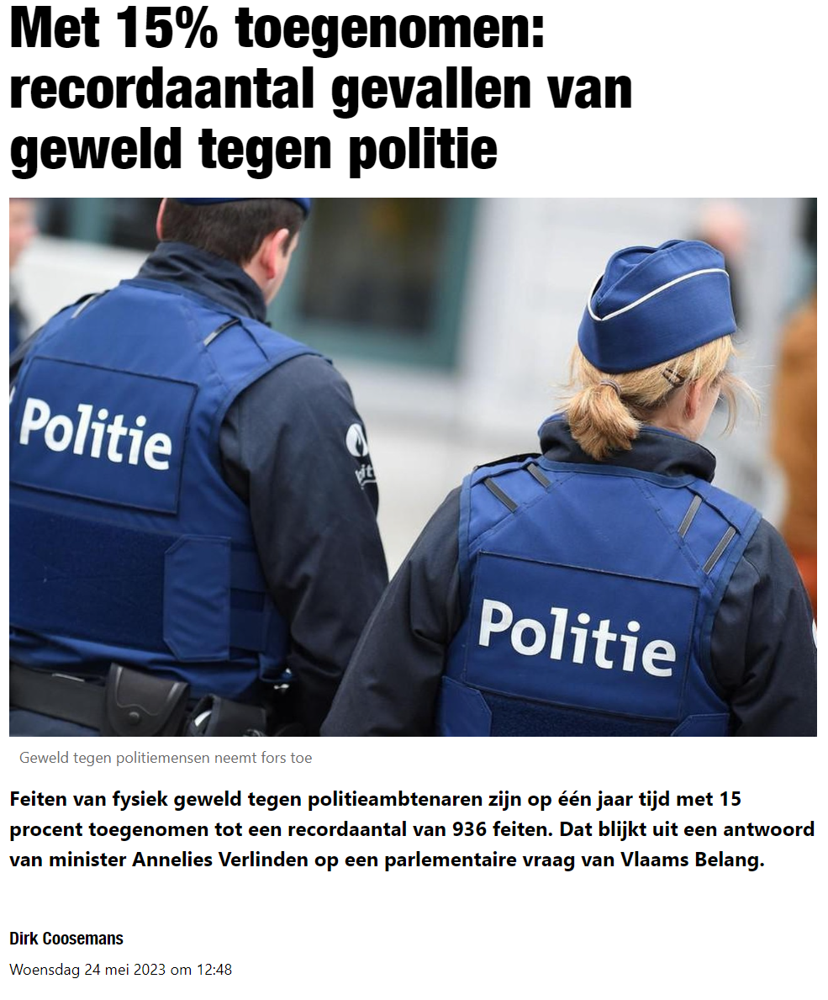 Met 15% toegenomen:
recordaantal gevallen van
geweld tegen politie
Politie
Politie
Geweld tegen politiemensen neemt fors toe
Feiten van fysiek geweld tegen politieambtenaren zijn op één jaar tijd met 15
procent toegenomen tot een recordaantal van 936 feiten. Dat blijkt uit een antwoord
van minister Annelies Verlinden op een parlementaire vraag van Vlaams Belang.
Dirk Coosemans
Woensdag 24 mei 2023 om 12:48